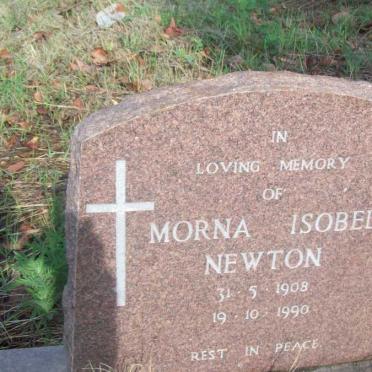 IN
LOVING MEMORY
OF
MORNA ISOBEL
NEWTON
31 · 5 · 1908
19 · 10 · 1990
REST IN PEACE